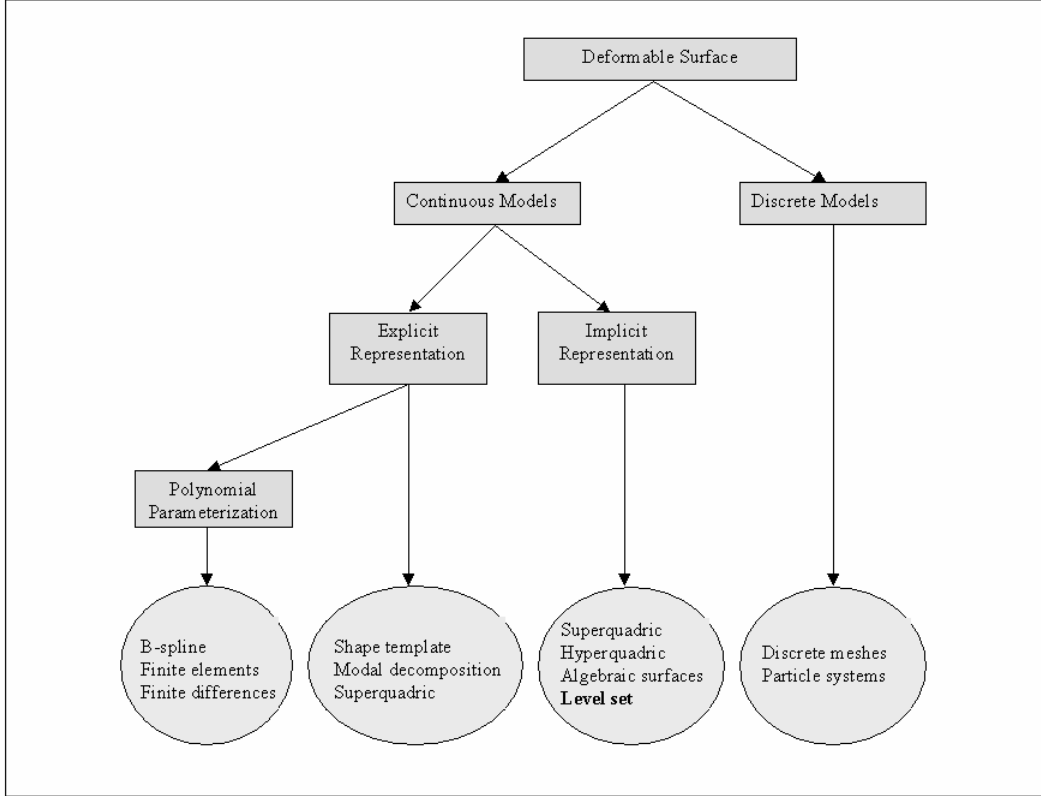 Deformable Surface
Continuous Models
Discrete Models
Explicit
Representation
Implicit
Representation
Polynomial
Parameterization
B-spline
Finite elements
Finite differences
Shape template
Modal decomposition
Superquadric
Superquadric
Hyperquadric
Algebraic surfaces
Level set
Discrete meshes
Particle systems